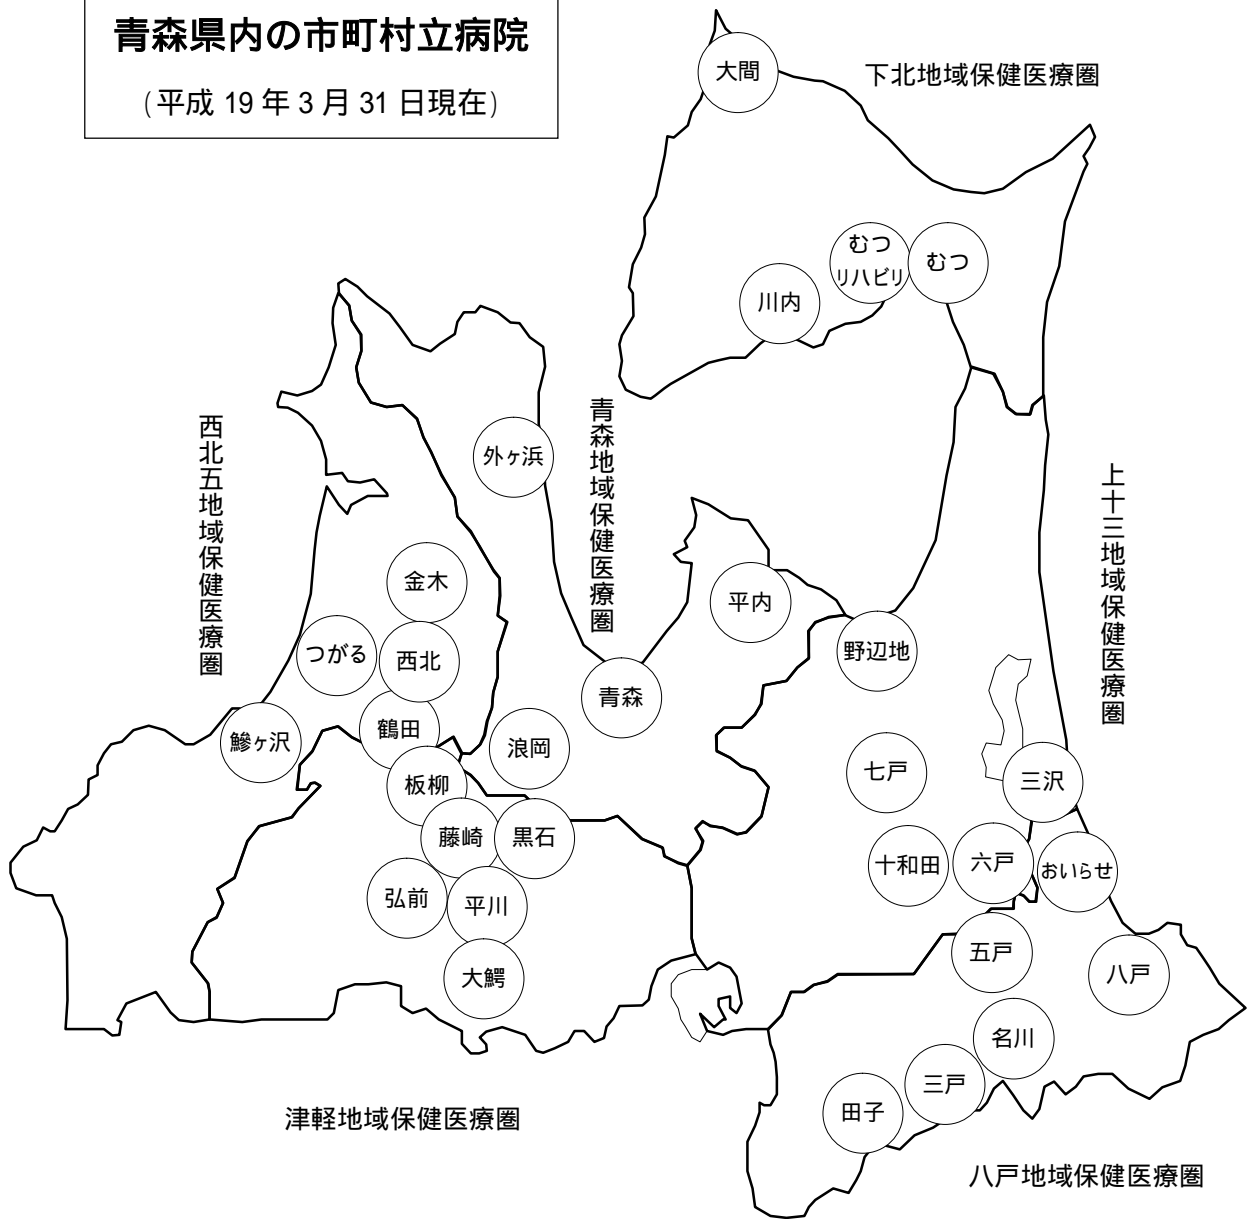 青森県内の市町村立病院
(平成 19 年 3 月 31 日現在)
大間
下北地域保健医療圏
むつ
リハビリ
むつ
川内
西北五地域保健医療圏
青森地域保健医療圏
外ヶ浜
上十三地域保健医療圏
金木
平内
つがる
西北
野辺地
青森
鰺ヶ沢
鶴田
浪岡
七戸
三沢
板柳
藤崎
黒石
十和田
六戸
おいらせ
弘前
平川
五戸
八戸
大鰐
名川
三戸
田子
津軽地域保健医療圏
八戸地域保健医療圏